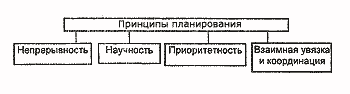 Принципы планирования
Непрерывность
Научность
Приоритетность
Взаимная увязка
и координация